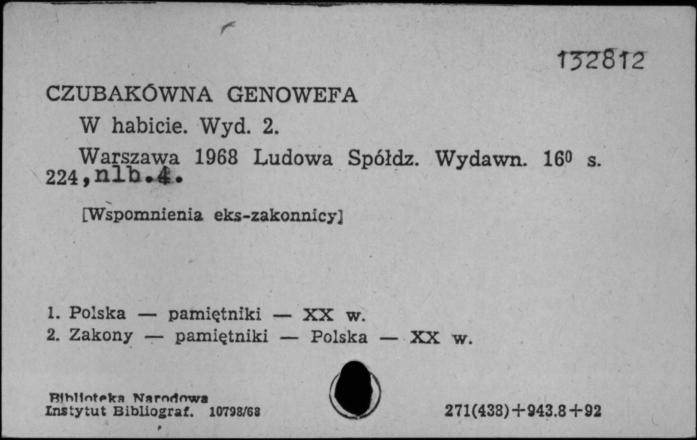 132812
CZUBAKÓWNA GENOWEFA
W habicie. Wyd. 2.
Warszawa 1968 Ludowa Spółdz. Wydawn. 16⁰ s.
224, nlb. 4.
[Wspomnienia eks-zakonnicy]
1. Polska — pamiętniki — XX w.
2. Zakony — pamiętniki — Polska — XX w.
Biblioteka Narodowa
Instytut Bibliograf. 10798/68
271(438)+943.8+92